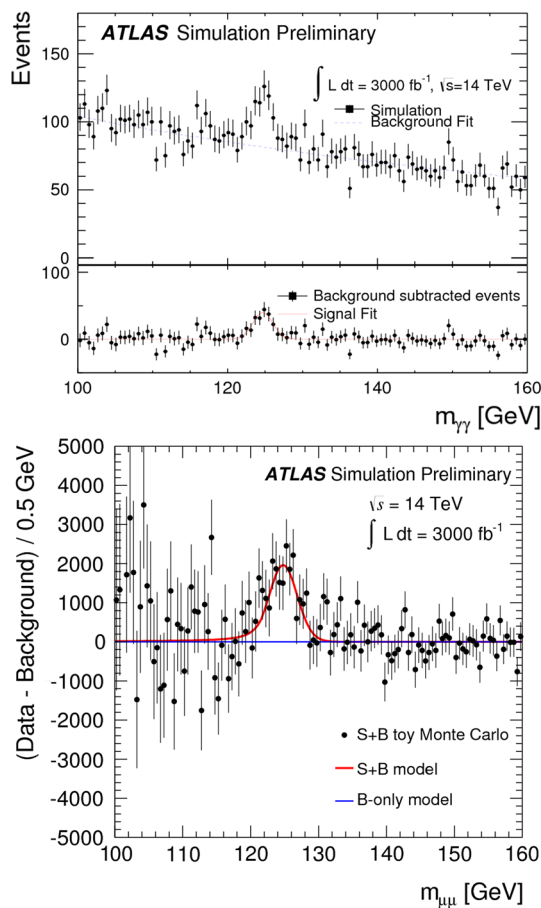 ATLAS Simulation Preliminary
Events
∫ L dt = 3000 fb⁻¹, √s=14 TeV
Simulation
Background Fit
150
100
50
0
100
0
Background subtracted events
Signal Fit
100 120 140 160
m_γγ [GeV]
ATLAS Simulation Preliminary
√s = 14 TeV
∫ L dt = 3000 fb⁻¹
(Data - Background) / 0.5 GeV
5000
4000
3000
2000
1000
0
-1000
-2000
-3000
-4000
-5000
S+B toy Monte Carlo
S+B model
B-only model
100 110 120 130 140 150 160
m_μμ [GeV]